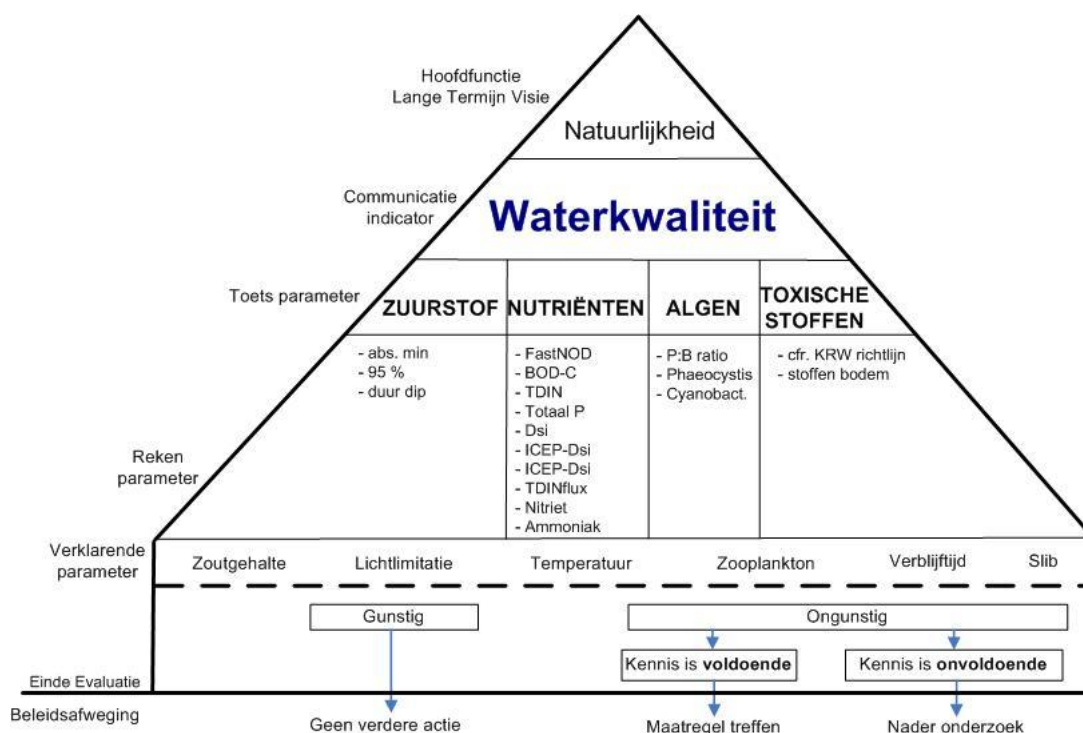 Hoofdfunctie
Lange Termijn Visie
Natuurlijkheid
Communicatie
indicator
Waterkwaliteit
Toets parameter
ZUURSTOF
NUTRIËNTEN
ALGEN
TOXISCHE
STOFFEN
- abs. min
- 95 %
- duur dip
- FastNOD
- BOD-C
- TDIN
- Totaal P
- Dsi
- ICEP-Dsi
- ICEP-Dsi
- TDINflux
- Nitriet
- Ammoniak
- P:B ratio
- Phaeocystis
- Cyanobact.
- cfr. KRW richtlijn
- stoffen bodem
Reken
parameter
Verklarende
parameter
Zoutgehalte
Lichtlimitatie
Temperatuur
Zooplankton
Verblijftijd
Slib
Gunstig
Ongunstig
Kennis is voldoende
Kennis is onvoldoende
Einde Evaluatie
Beleidsafweging
Geen verdere actie
Maatregel treffen
Nader onderzoek